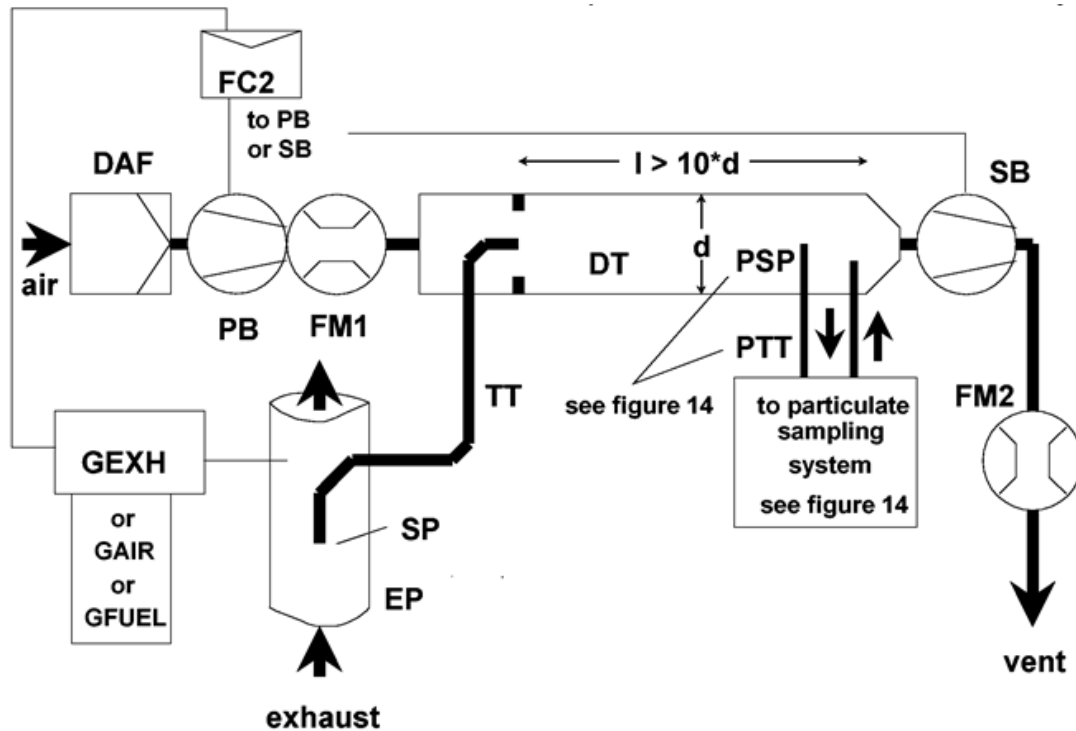 FC2
to PB
or SB
DAF
l > 10*d
SB
air
d
DT
PSP
PB
FM1
PTT
TT
see figure 14
to particulate
sampling
system
see figure 14
FM2
GEXH
or
GAIR
or
GFUEL
SP
EP
vent
exhaust